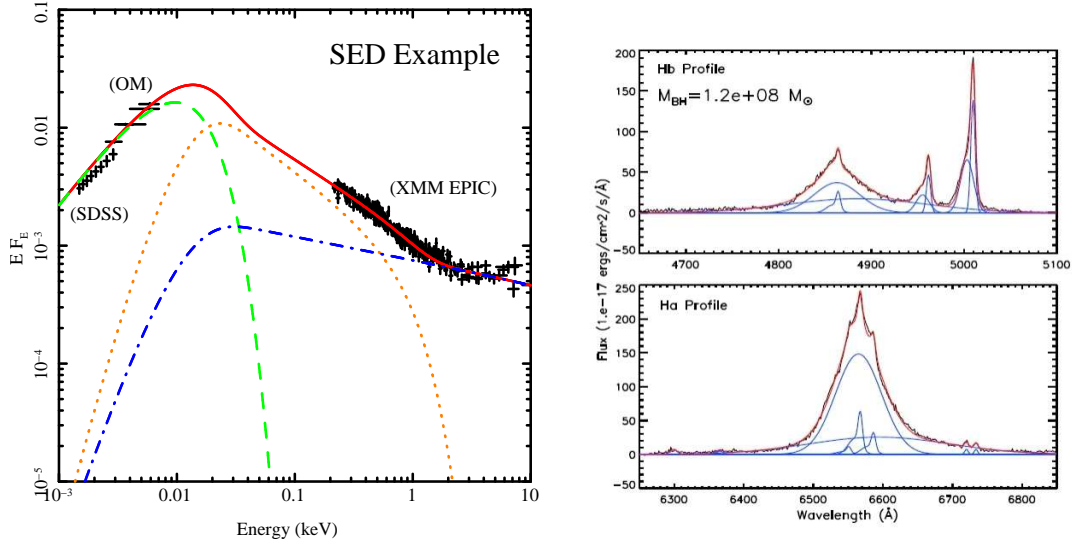 SED Example
(OM)
(SDSS)
(XMM EPIC)
E F_E
0.1
0.01
10⁻³
10⁻⁴
10⁻⁵
10⁻³ 0.01 0.1 1 10
Energy (keV)
Hb Profile
M_BH=1.2e+08 M_⊙
200
150
100
50
0
−50
4700 4800 4900 5000 5100
Ha Profile
250
200
150
100
50
0
−50
Flux (1.e-17 ergs/cm2/s/Å)
6300 6400 6500 6600 6700 6800
Wavelength (Å)